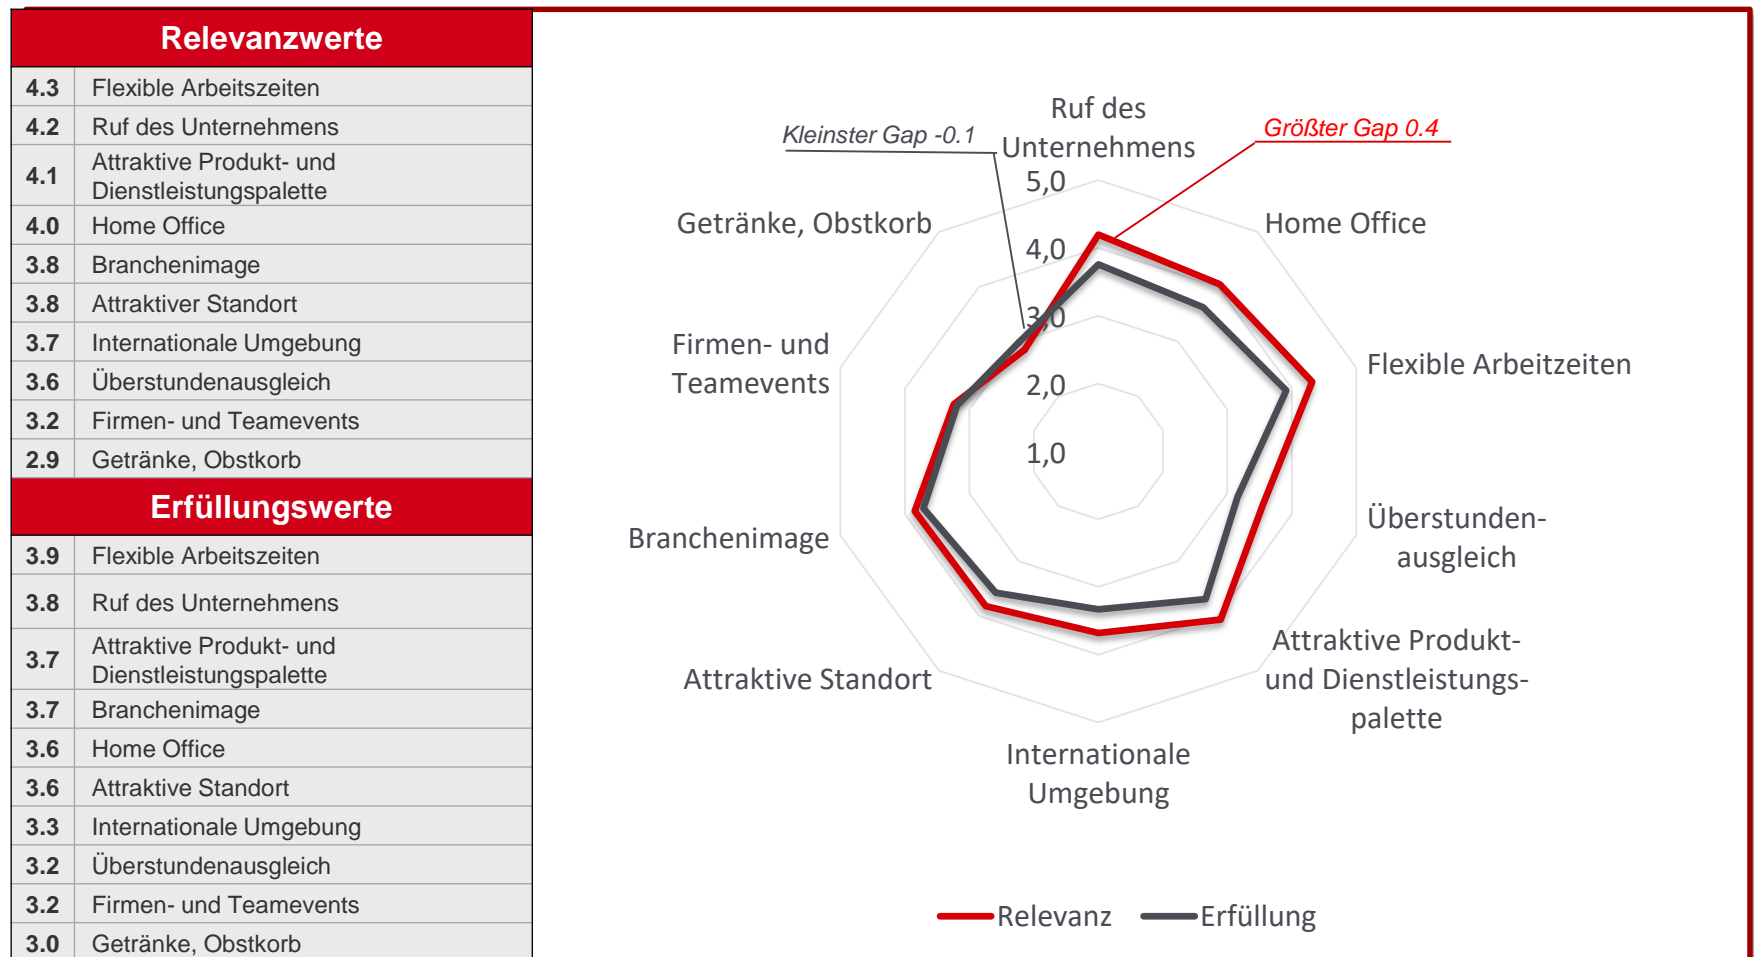 Relevanzwerte
4.3 Flexible Arbeitszeiten
4.2 Ruf des Unternehmens
4.1 Attraktive Produkt- und
Dienstleistungspalette
4.0 Home Office
3.8 Branchenimage
3.8 Attraktiver Standort
3.7 Internationale Umgebung
3.6 Überstundenausgleich
3.2 Firmen- und Teamevents
2.9 Getränke, Obstkorb
Erfüllungswerte
3.9 Flexible Arbeitszeiten
3.8 Ruf des Unternehmens
3.7 Attraktive Produkt- und
Dienstleistungspalette
3.7 Branchenimage
3.6 Home Office
3.6 Attraktive Standort
3.3 Internationale Umgebung
3.2 Überstundenausgleich
3.2 Firmen- und Teamevents
3.0 Getränke, Obstkorb
Kleinster Gap -0.1
Größter Gap 0.4
Ruf des
Unternehmens
Home Office
Flexible Arbeitzeiten
Überstunden-
ausgleich
Attraktive Produkt-
und Dienstleistungs-
palette
Internationale
Umgebung
Attraktive Standort
Branchenimage
Firmen- und
Teamevents
Getränke, Obstkorb
5,0
4,0
3,0
2,0
1,0
Relevanz
Erfüllung